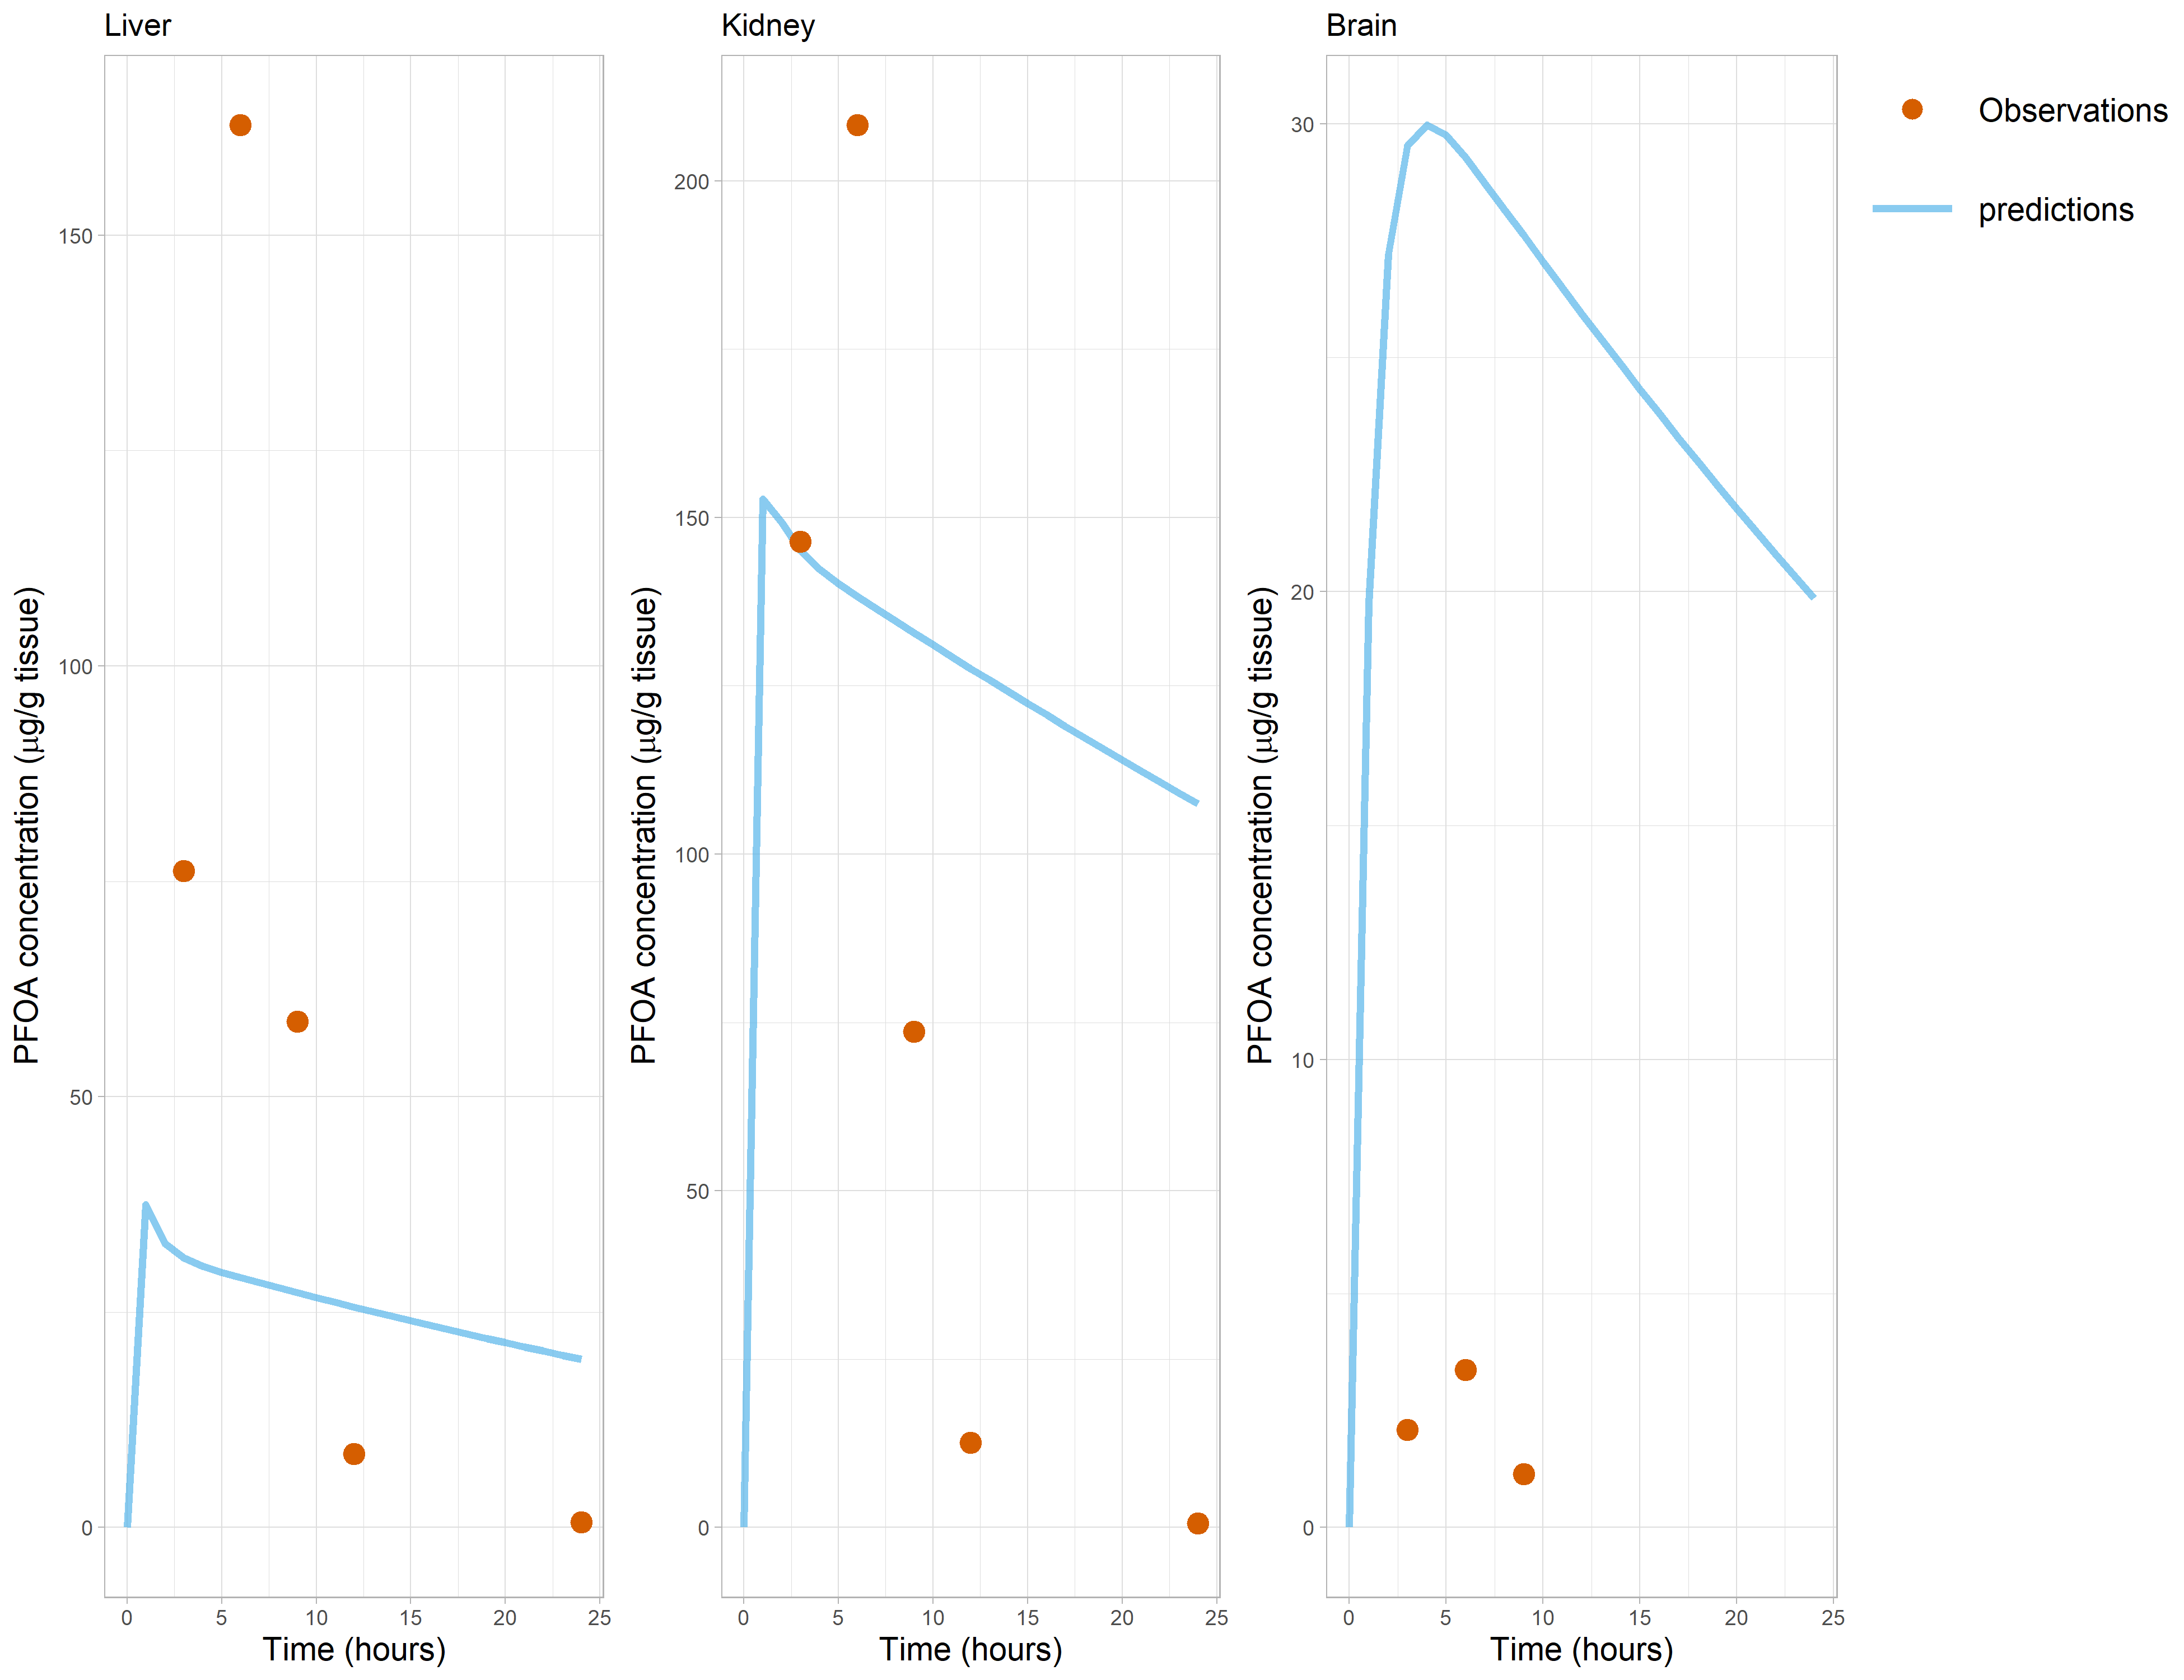 Liver
PFOA concentration (μg/g tissue)
150
100
50
0
0 5 10 15 20 25
Time (hours)
Kidney
PFOA concentration (μg/g tissue)
200
150
100
50
0
0 5 10 15 20 25
Time (hours)
Brain
PFOA concentration (μg/g tissue)
30
20
10
0
0 5 10 15 20 25
Time (hours)
Observations
predictions